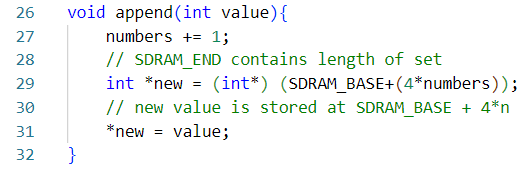 26 void append(int value){
27     numbers += 1;
28     // SDRAM_END contains length of set
29     int *new = (int*) (SDRAM_BASE+(4*numbers));
30     // new value is stored at SDRAM_BASE + 4*n
31     *new = value;
32 }